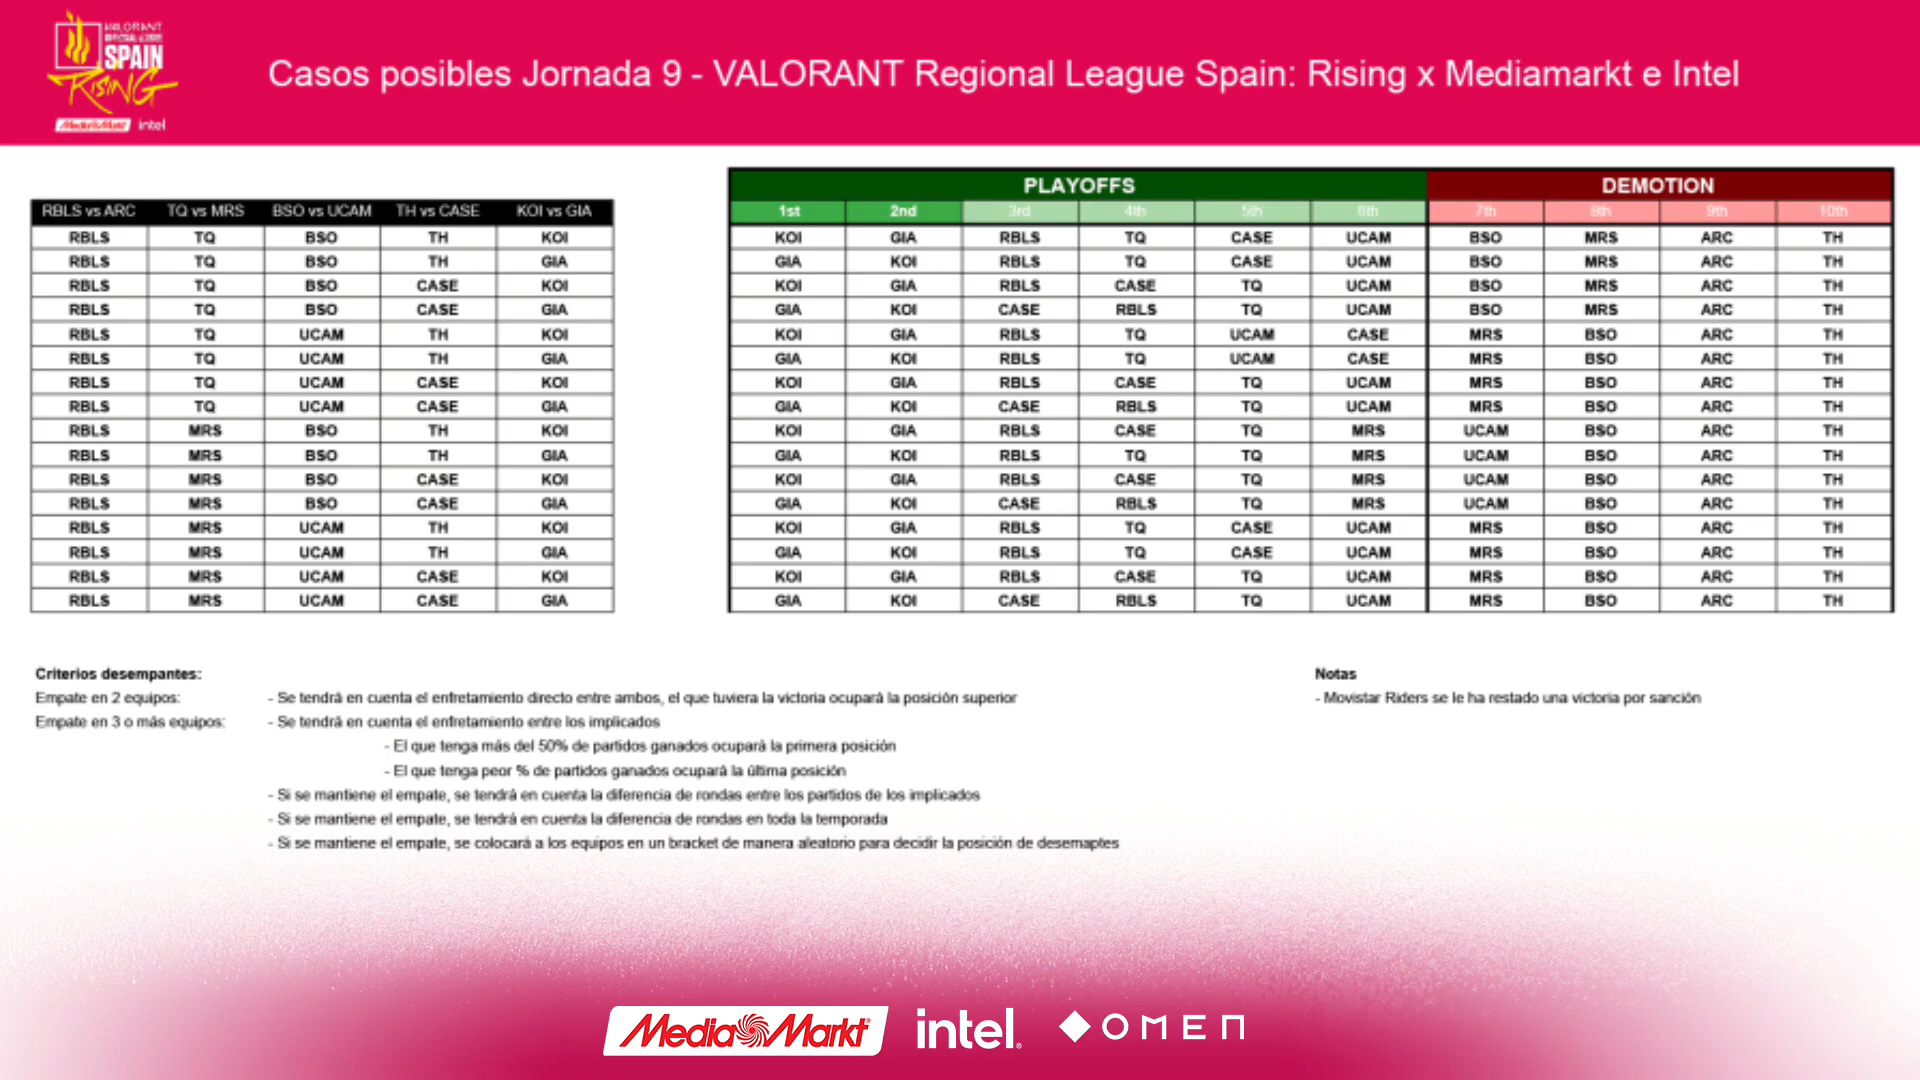 VALORANT
REGIONAL LEAGUE
SPAIN
RISING
MediaMarkt intel
Casos posibles Jornada 9 - VALORANT Regional League Spain: Rising x Mediamarkt e Intel
RBLS vs ARC TQ vs MRS BSO vs UCAM TH vs CASE KOI vs GIA
RBLS TQ BSO TH KOI
RBLS TQ BSO TH GIA
RBLS TQ BSO CASE KOI
RBLS TQ BSO CASE GIA
RBLS TQ UCAM TH KOI
RBLS TQ UCAM TH GIA
RBLS TQ UCAM CASE KOI
RBLS TQ UCAM CASE GIA
RBLS MRS BSO TH KOI
RBLS MRS BSO TH GIA
RBLS MRS BSO CASE KOI
RBLS MRS BSO CASE GIA
RBLS MRS UCAM TH KOI
RBLS MRS UCAM TH GIA
RBLS MRS UCAM CASE KOI
RBLS MRS UCAM CASE GIA
PLAYOFFS DEMOTION
1st 2nd 3rd 4th 5th 6th 7th 8th 9th 10th
KOI GIA RBLS TQ CASE UCAM BSO MRS ARC TH
GIA KOI RBLS TQ CASE UCAM BSO MRS ARC TH
KOI GIA RBLS CASE TQ UCAM BSO MRS ARC TH
GIA KOI CASE RBLS TQ UCAM BSO MRS ARC TH
KOI GIA RBLS TQ UCAM CASE MRS BSO ARC TH
GIA KOI RBLS TQ UCAM CASE MRS BSO ARC TH
KOI GIA RBLS CASE TQ UCAM MRS BSO ARC TH
GIA KOI CASE RBLS TQ UCAM MRS BSO ARC TH
KOI GIA RBLS CASE TQ MRS UCAM BSO ARC TH
GIA KOI RBLS TQ TQ MRS UCAM BSO ARC TH
KOI GIA RBLS CASE TQ MRS UCAM BSO ARC TH
GIA KOI CASE RBLS TQ MRS UCAM BSO ARC TH
KOI GIA RBLS TQ CASE UCAM MRS BSO ARC TH
GIA KOI RBLS TQ CASE UCAM MRS BSO ARC TH
KOI GIA RBLS CASE TQ UCAM MRS BSO ARC TH
GIA KOI CASE RBLS TQ UCAM MRS BSO ARC TH
Criterios desempantes:
Empate en 2 equipos: - Se tendrá en cuenta el enfretamiento directo entre ambos, el que tuviera la victoria ocupará la posición superior
Empate en 3 o más equipos: - Se tendrá en cuenta el enfretamiento entre los implicados
- El que tenga más del 50% de partidos ganados ocupará la primera posición
- El que tenga peor % de partidos ganados ocupará la última posición
- Si se mantiene el empate, se tendrá en cuenta la diferencia de rondas entre los partidos de los implicados
- Si se mantiene el empate, se tendrá en cuenta la diferencia de rondas en toda la temporada
- Si se mantiene el empate, se colocará a los equipos en un bracket de manera aleatorio para decidir la posición de desemaptes
Notas
- Movistar Riders se le ha restado una victoria por sanción
MediaMarkt intel. OMEN